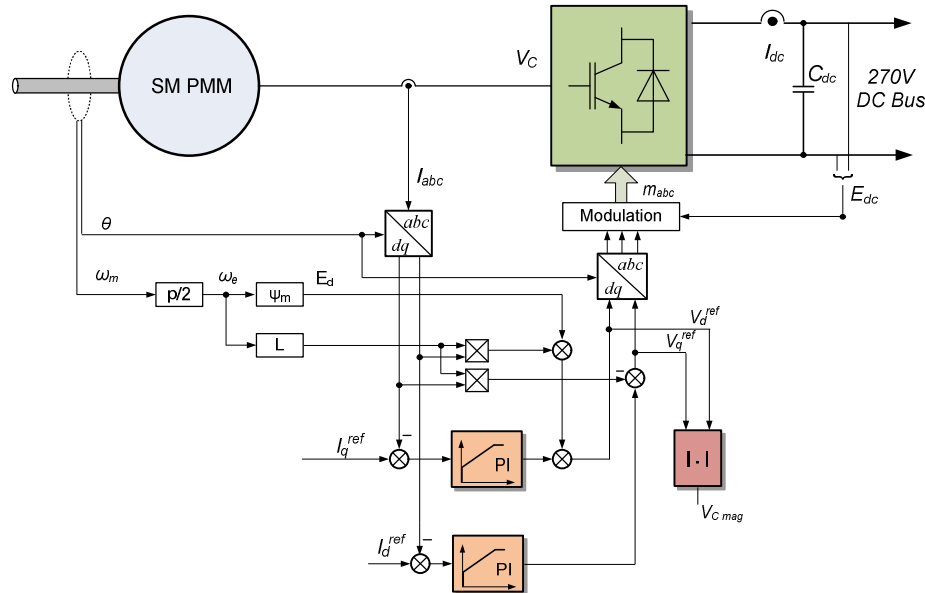 SM PMM
V_C
I_dc
C_dc
270V
DC Bus
I_abc
m_abc
E_dc
Modulation
θ
abc
dq
abc
dq
ω_m
p/2
ω_e
ψ_m
E_d
L
V_d^ref
V_q^ref
–
–
I_q^ref
PI
| · |
V_C mag
–
I_d^ref
PI